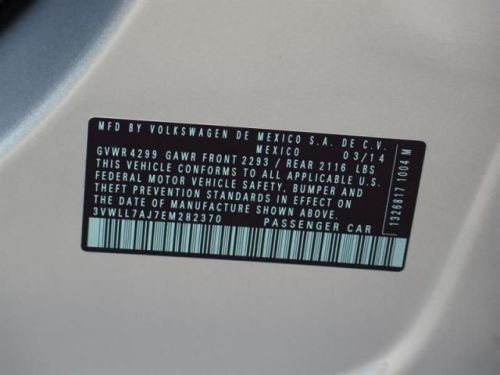 MFD BY VOLKSWAGEN DE MEXICO S.A. DE C.V.
MEXICO 03/14
GVWR 4299 GAWR FRONT 2293 / REAR 2116 LBS
THIS VEHICLE CONFORMS TO ALL APPLICABLE U.S.
FEDERAL MOTOR VEHICLE SAFETY, BUMPER AND
THEFT PREVENTION STANDARDS IN EFFECT ON
THE DATE OF MANUFACTURE SHOWN ABOVE.
3VWLL7AJ7EM282370 PASSENGER CAR
1326817 1004 M